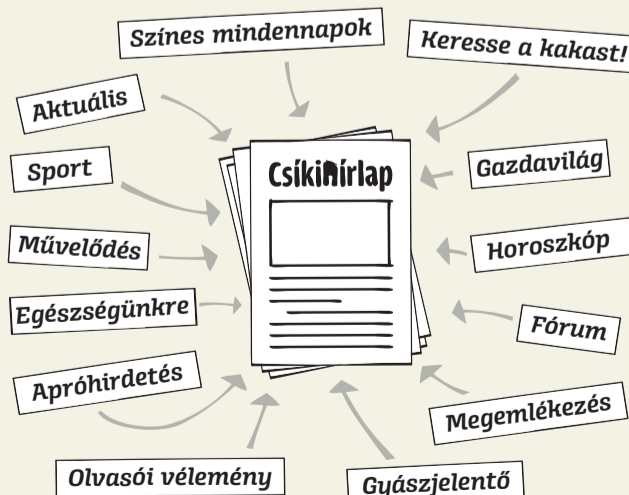 Színes mindennapok
Keresse a kakast!
Aktuális
Sport
Csíki Hírlap
Gazdavilág
Művelődés
Horoszkóp
Egészségünkre
Fórum
Apróhirdetés
Megemlékezés
Olvasói vélemény
Gyászjelentő